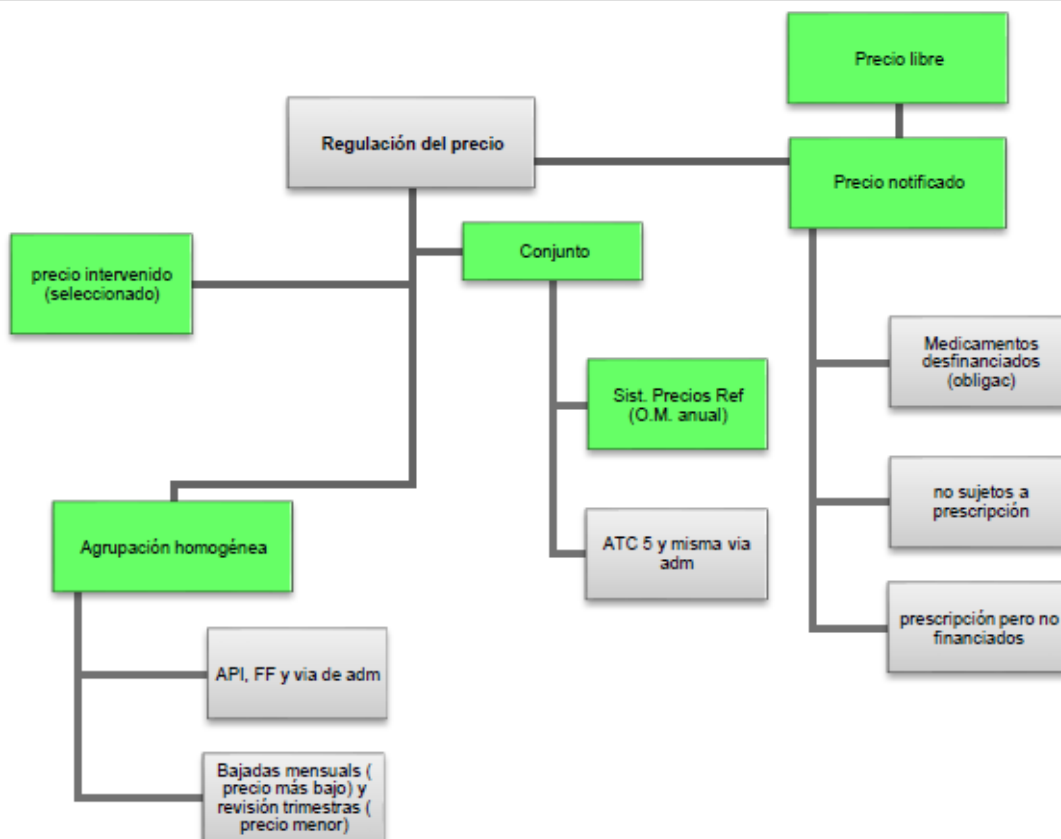 Precio libre
Regulación del precio
Precio notificado
Conjunto
precio intervenido
(seleccionado)
Medicamentos
desfinanciados
(obligac)
Sist. Precios Ref
(O.M. anual)
no sujetos a
prescripción
Agrupación homogénea
ATC 5 y misma via
adm
prescripción pero no
financiados
API, FF y via de adm
Bajadas mensuals (
precio más bajo) y
revisión trimestras (
precio menor)